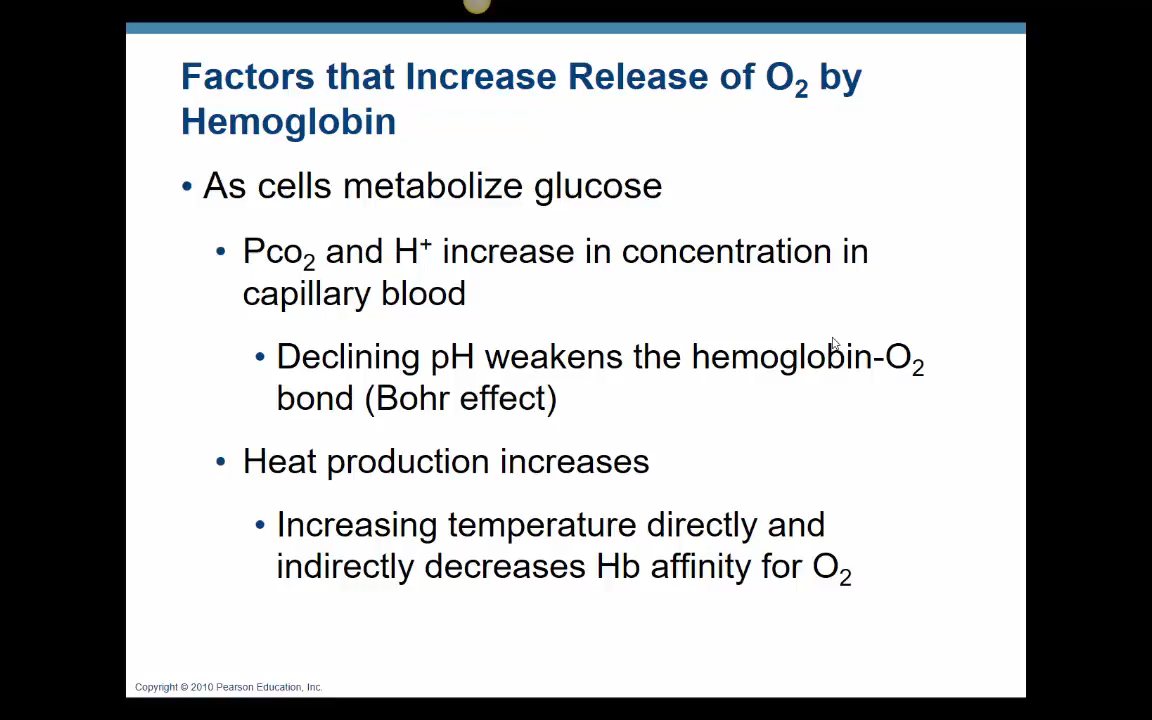 Factors that Increase Release of O₂ by
Hemoglobin
• As cells metabolize glucose
• Pco₂ and H⁺ increase in concentration in
capillary blood
• Declining pH weakens the hemoglobin-O₂
bond (Bohr effect)
• Heat production increases
• Increasing temperature directly and
indirectly decreases Hb affinity for O₂
Copyright © 2010 Pearson Education, Inc.